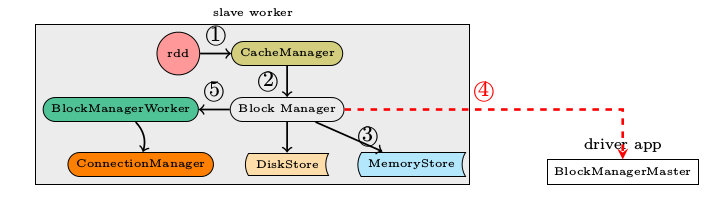 slave worker
①
rdd
CacheManager
②
⑤
④
BlockManagerWorker
Block Manager
③
driver app
ConnectionManager
DiskStore
MemoryStore
BlockManagerMaster